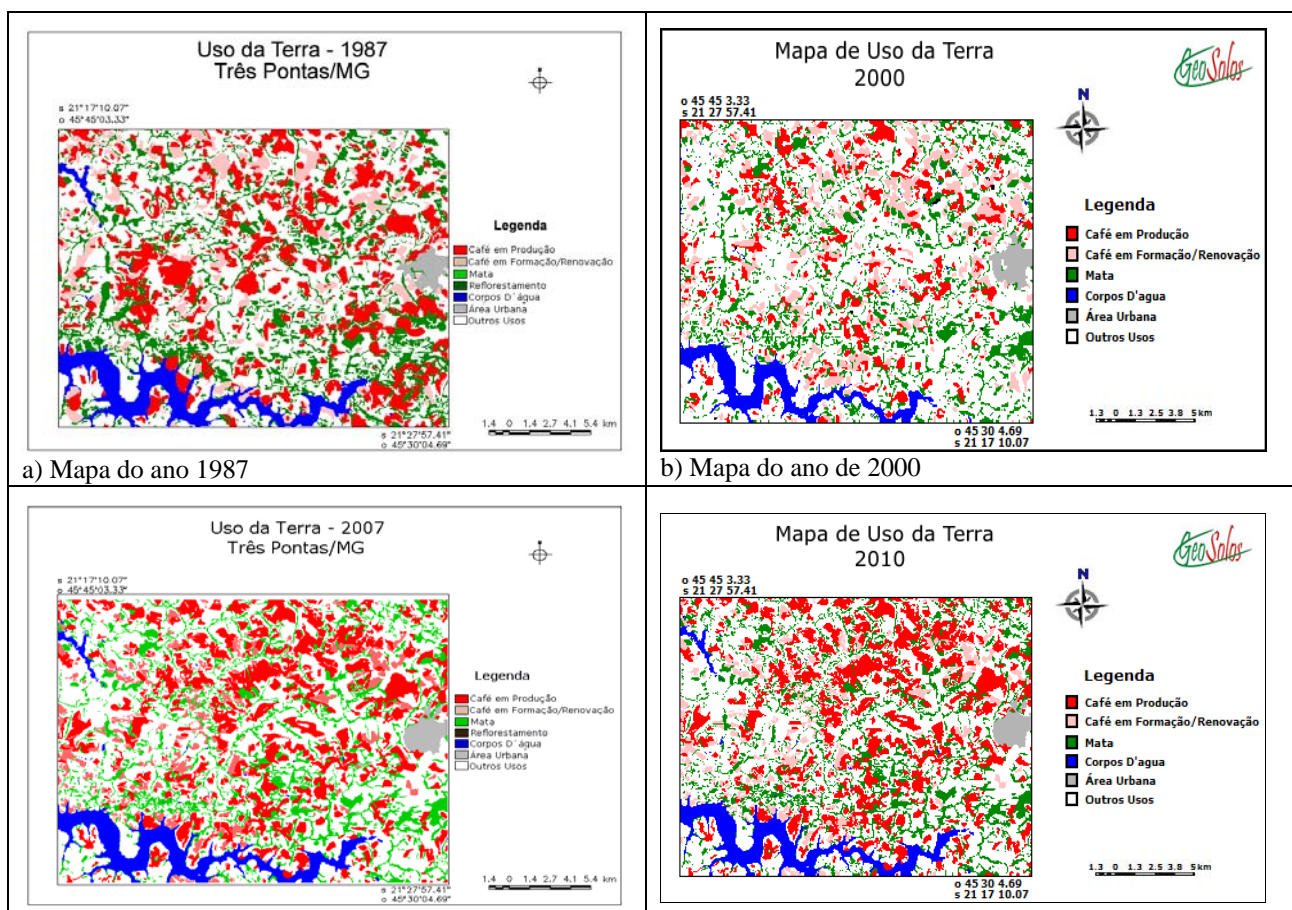 Uso da Terra - 1987
Três Pontas/MG
s 21°17'10.07"
o 45°45'03.33"
Legenda
Café em Produção
Café em Formação/Renovação
Mata
Reflorestamento
Corpos D´água
Área Urbana
Outros Usos
1.4 0 1.4 2.7 4.1 5.4 km
s 21°27'57.41"
o 45°30'04.69"
a) Mapa do ano 1987
Mapa de Uso da Terra
2000
GeoSolos
o 45 45 3.33
s 21 27 57.41
N
Legenda
Café em Produção
Café em Formação/Renovação
Mata
Corpos D'agua
Área Urbana
Outros Usos
1.3 0 1.3 2.5 3.8 5 km
o 45 30 4.69
s 21 17 10.07
b) Mapa do ano de 2000
Uso da Terra - 2007
Três Pontas/MG
s 21°17'10.07"
o 45°45'03.33"
Legenda
Café em Produção
Café em Formação/Renovação
Mata
Reflorestamento
Corpos D´água
Área Urbana
Outros Usos
1.4 0 1.4 2.7 4.1 5.4 km
s 21°27'57.41"
o 45°30'04.69"
Mapa de Uso da Terra
2010
GeoSolos
o 45 45 3.33
s 21 27 57.41
N
Legenda
Café em Produção
Café em Formação/Renovação
Mata
Corpos D'agua
Área Urbana
Outros Usos
1.3 0 1.3 2.5 3.8 5 km
o 45 30 4.69
s 21 17 10.07